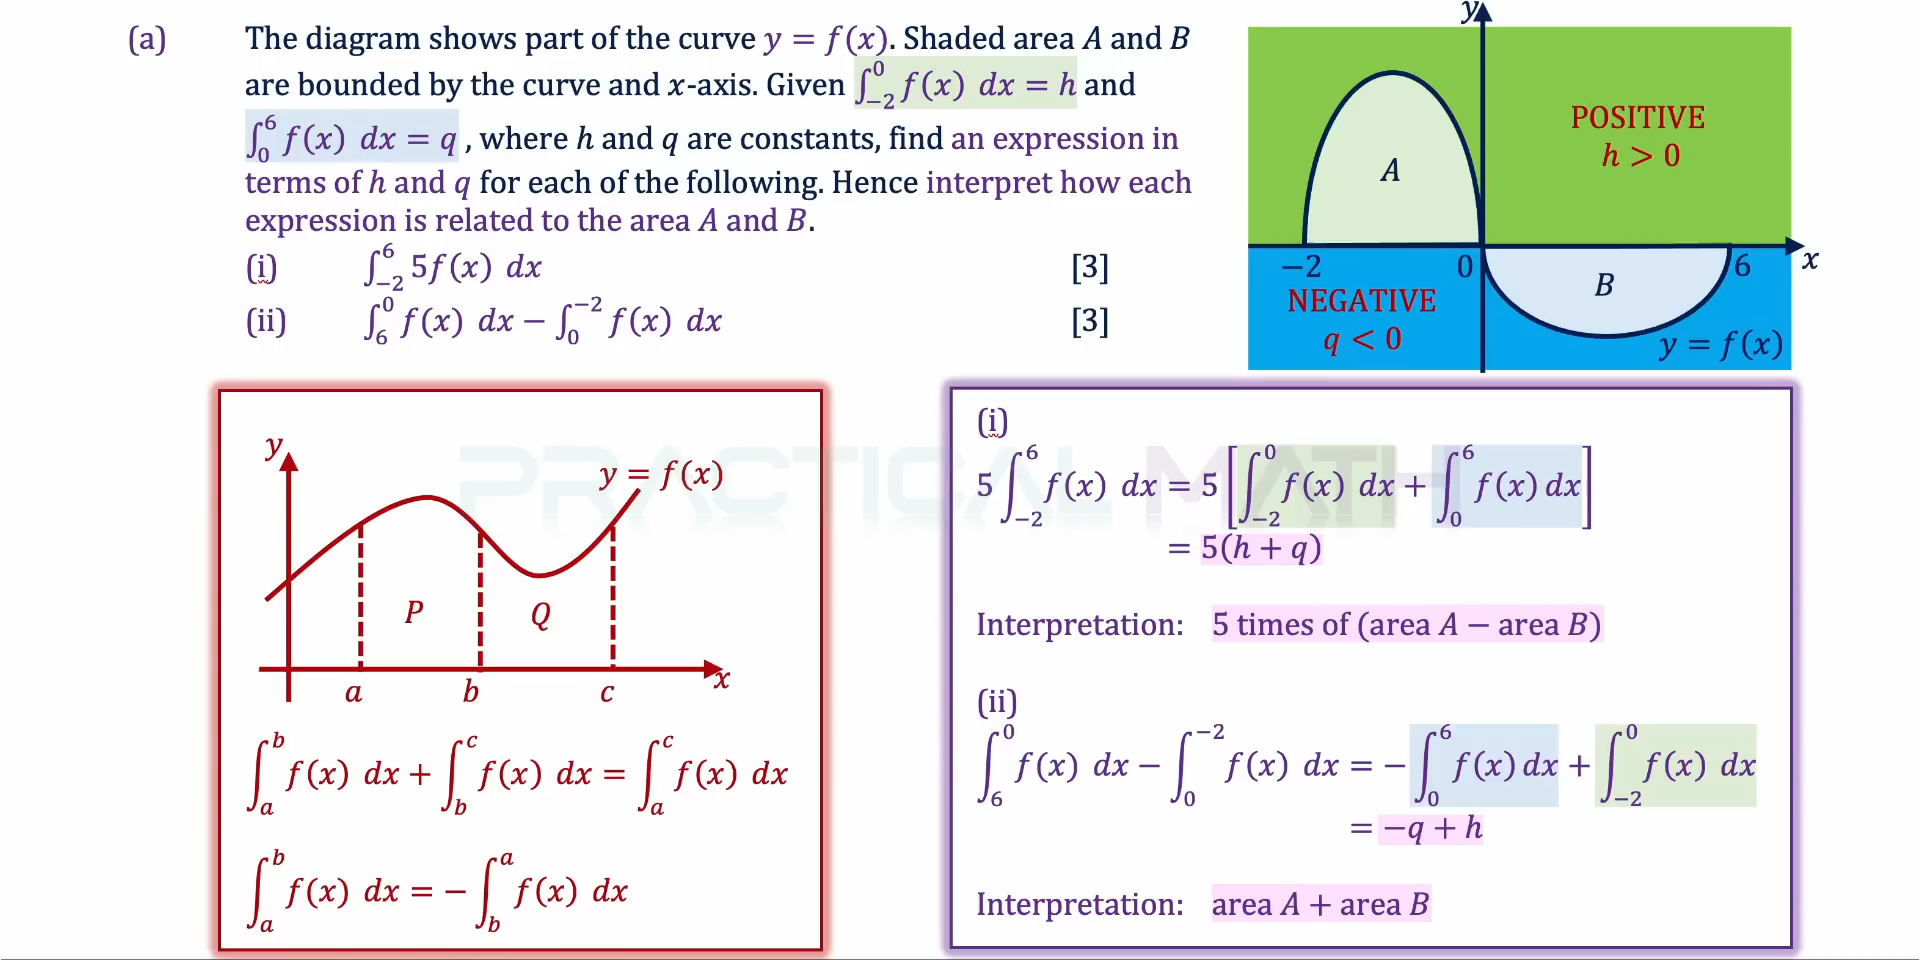 (a) The diagram shows part of the curve y = f(x). Shaded area A and B
are bounded by the curve and x-axis. Given ∫_{−2}^{0} f(x) dx = h and
∫_{0}^{6} f(x) dx = q , where h and q are constants, find an expression in
terms of h and q for each of the following. Hence interpret how each
expression is related to the area A and B.
(i) ∫_{−2}^{6} 5f(x) dx [3]
(ii) ∫_{6}^{0} f(x) dx − ∫_{0}^{−2} f(x) dx [3]
y
POSITIVE
h > 0
A
−2 0 6 x
B
NEGATIVE
q < 0
y = f(x)
PRACTICAL MATH
y
y = f(x)
P Q
x
a b c
∫_{a}^{b} f(x) dx + ∫_{b}^{c} f(x) dx = ∫_{a}^{c} f(x) dx
∫_{a}^{b} f(x) dx = − ∫_{b}^{a} f(x) dx
(i)
5 ∫_{−2}^{6} f(x) dx = 5 [∫_{−2}^{0} f(x) dx + ∫_{0}^{6} f(x) dx]
= 5(h + q)
Interpretation: 5 times of (area A − area B)
(ii)
∫_{6}^{0} f(x) dx − ∫_{0}^{−2} f(x) dx = − ∫_{0}^{6} f(x) dx + ∫_{−2}^{0} f(x) dx
= −q + h
Interpretation: area A + area B